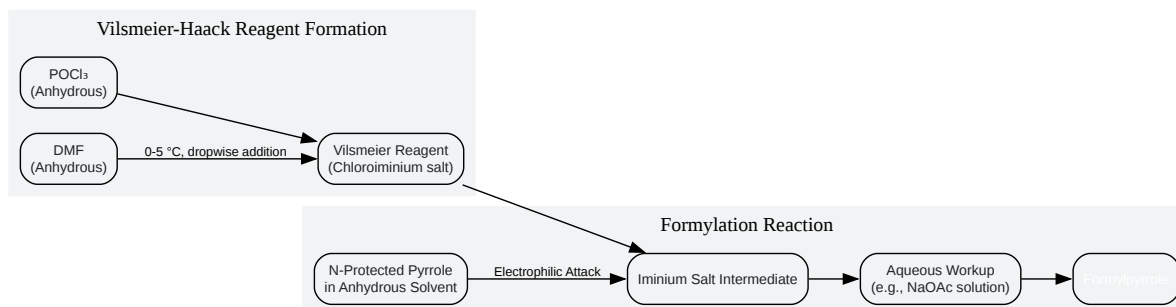 Vilsmeier-Haack Reagent Formation
POCl₃
(Anhydrous)
DMF
(Anhydrous)
0-5 °C, dropwise addition
Vilsmeier Reagent
(Chloroiminium salt)
Formylation Reaction
N-Protected Pyrrole
in Anhydrous Solvent
Electrophilic Attack
Iminium Salt Intermediate
Aqueous Workup
(e.g., NaOAc solution)
Formylpyrrole